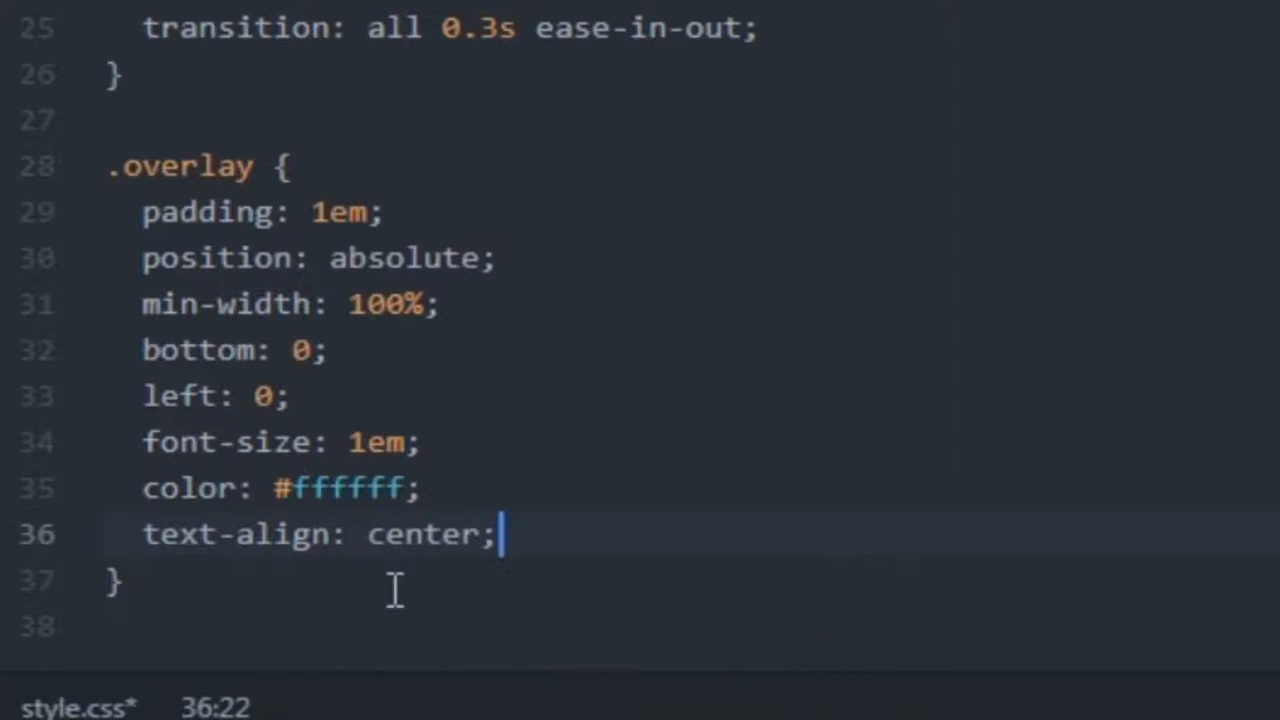 25 transition: all 0.3s ease-in-out;
26 }
27
28 .overlay {
29 padding: 1em;
30 position: absolute;
31 min-width: 100%;
32 bottom: 0;
33 left: 0;
34 font-size: 1em;
35 color: #ffffff;
36 text-align: center;
37 }
38
style.css* 36:22